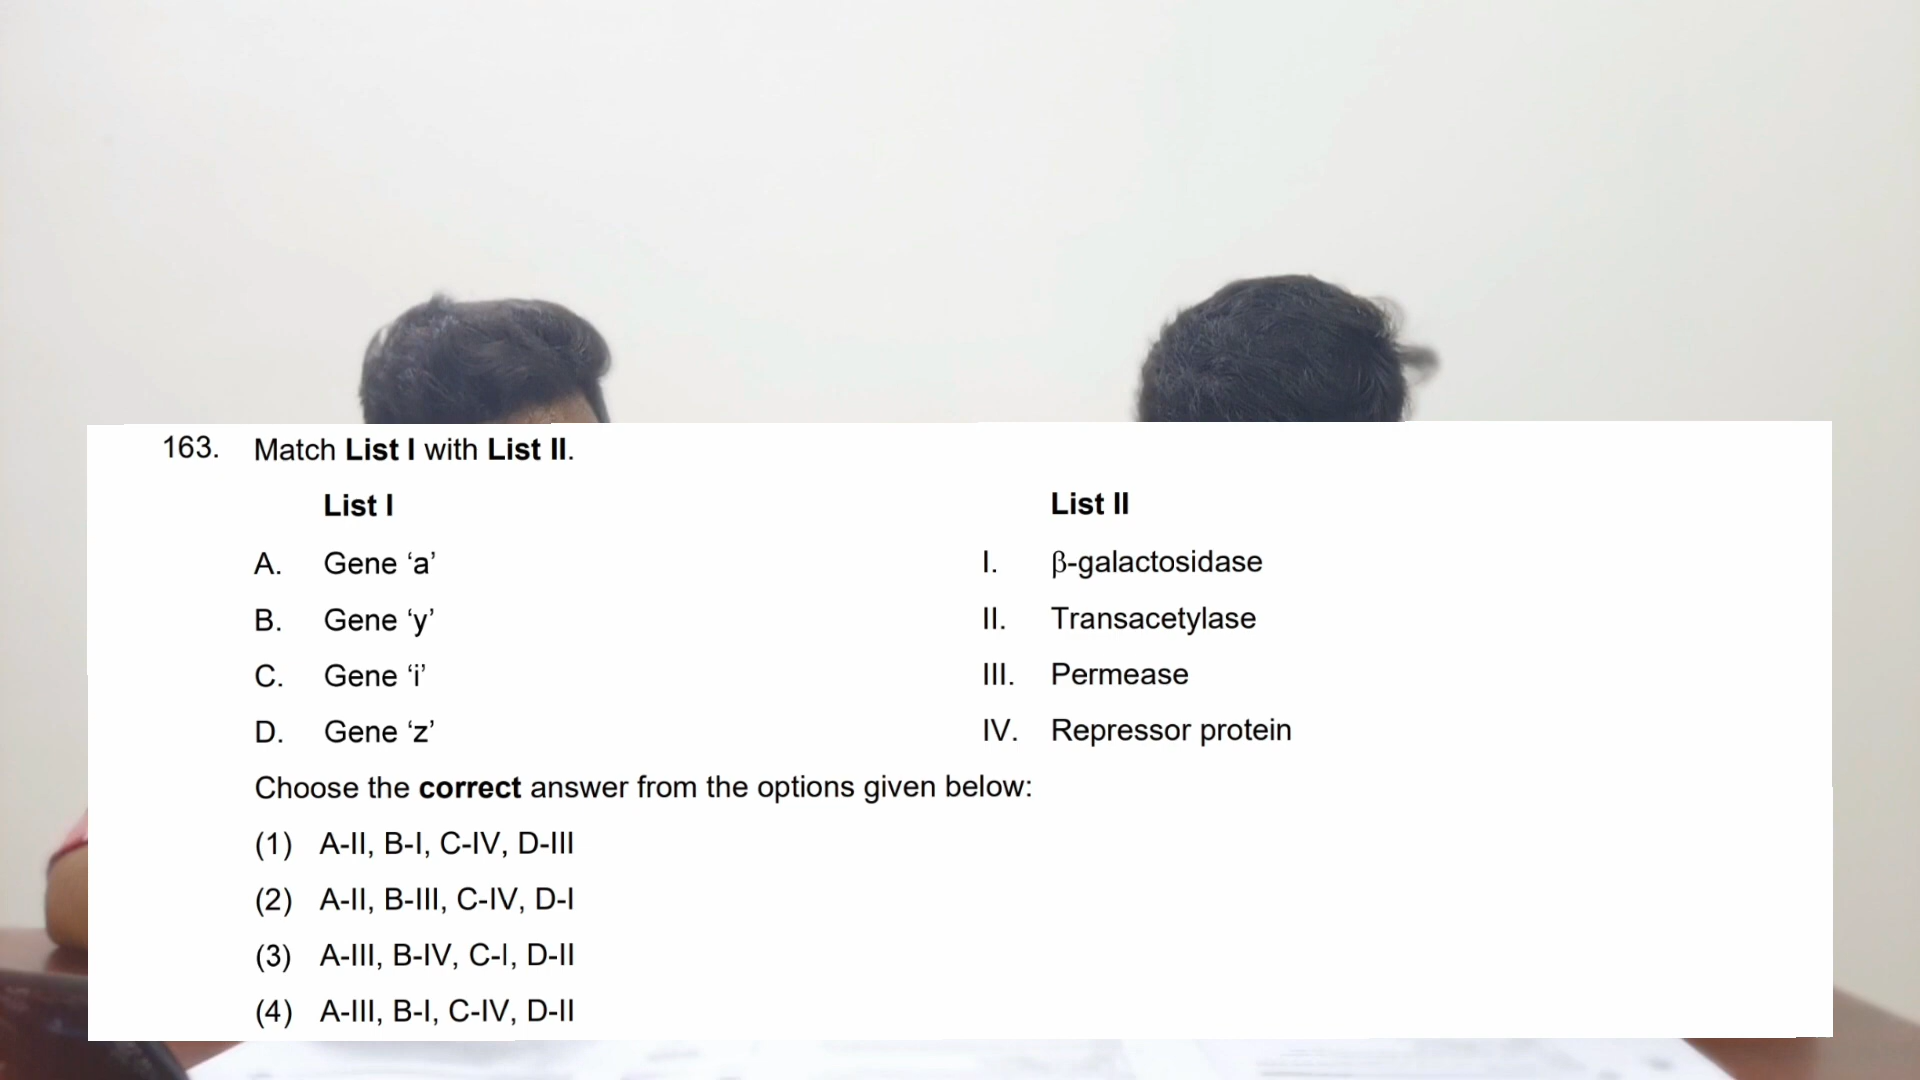 163. Match List I with List II.
List I List II
A. Gene ‘a’ I. β-galactosidase
B. Gene ‘y’ II. Transacetylase
C. Gene ‘i’ III. Permease
D. Gene ‘z’ IV. Repressor protein
Choose the correct answer from the options given below:
(1) A-II, B-I, C-IV, D-III
(2) A-II, B-III, C-IV, D-I
(3) A-III, B-IV, C-I, D-II
(4) A-III, B-I, C-IV, D-II